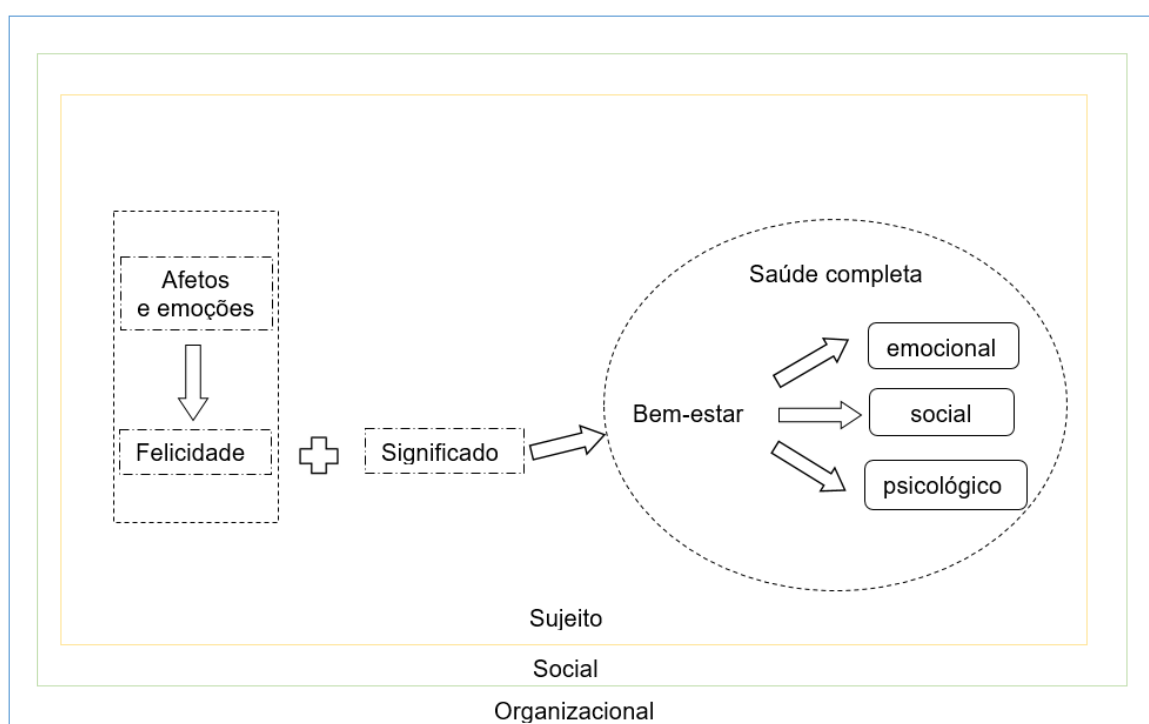 Afetos
e emoções
Felicidade
Significado
Saúde completa
Bem-estar
emocional
social
psicológico
Sujeito
Social
Organizacional